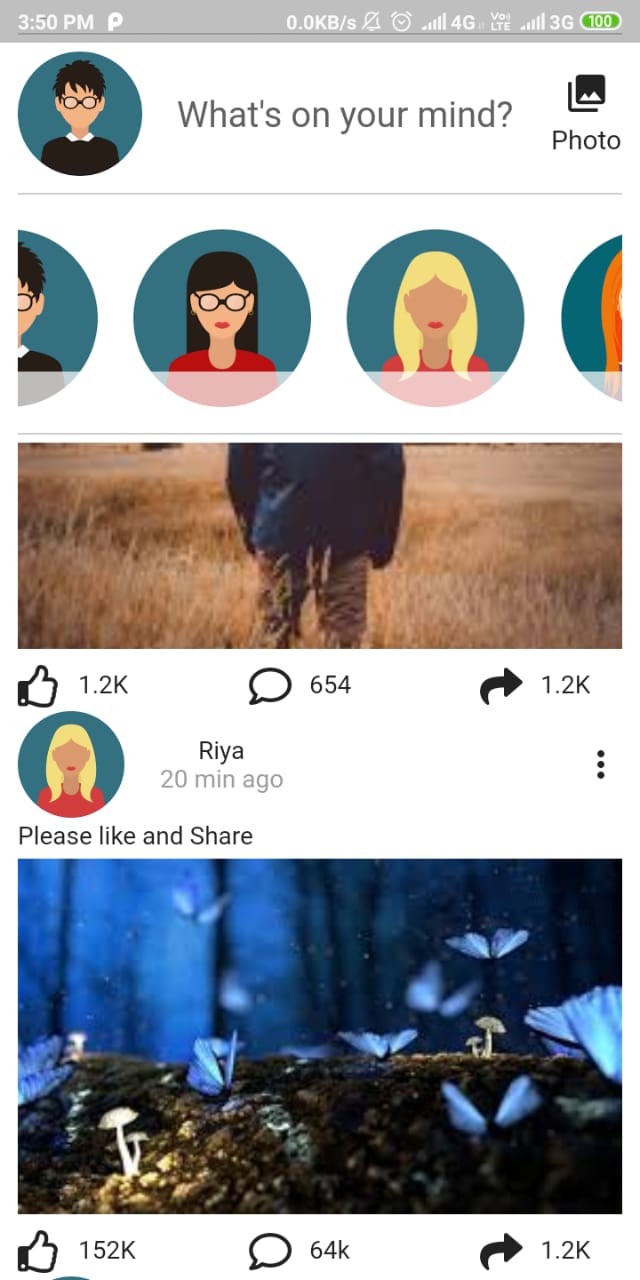 3:50 PM
0.0KB/s 4G Vo) LTE 3G 100
What's on your mind?
Photo
1.2K 654 1.2K
Riya
20 min ago
Please like and Share
152K 64k 1.2K